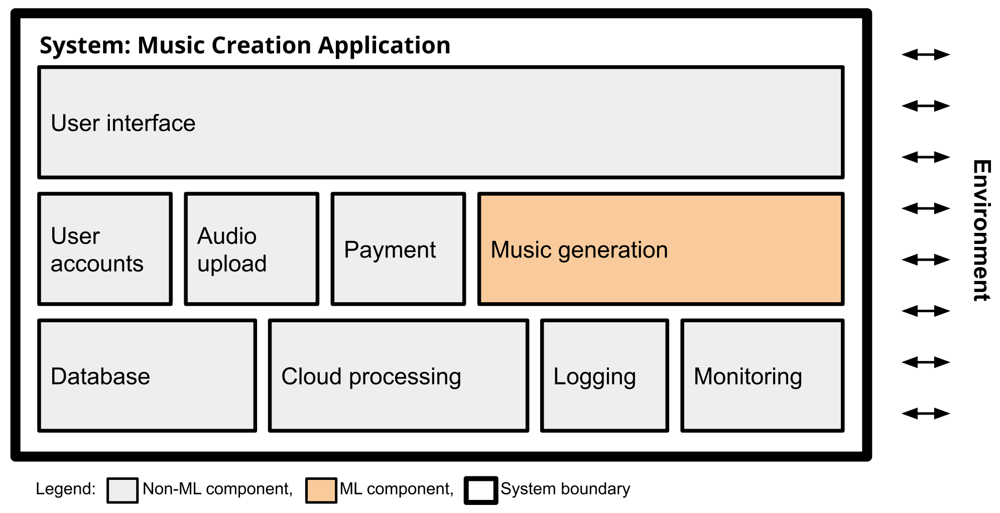 System: Music Creation Application
User interface
User
accounts
Audio
upload
Payment
Music generation
Database
Cloud processing
Logging
Monitoring
Environment
Legend: Non-ML component, ML component, System boundary